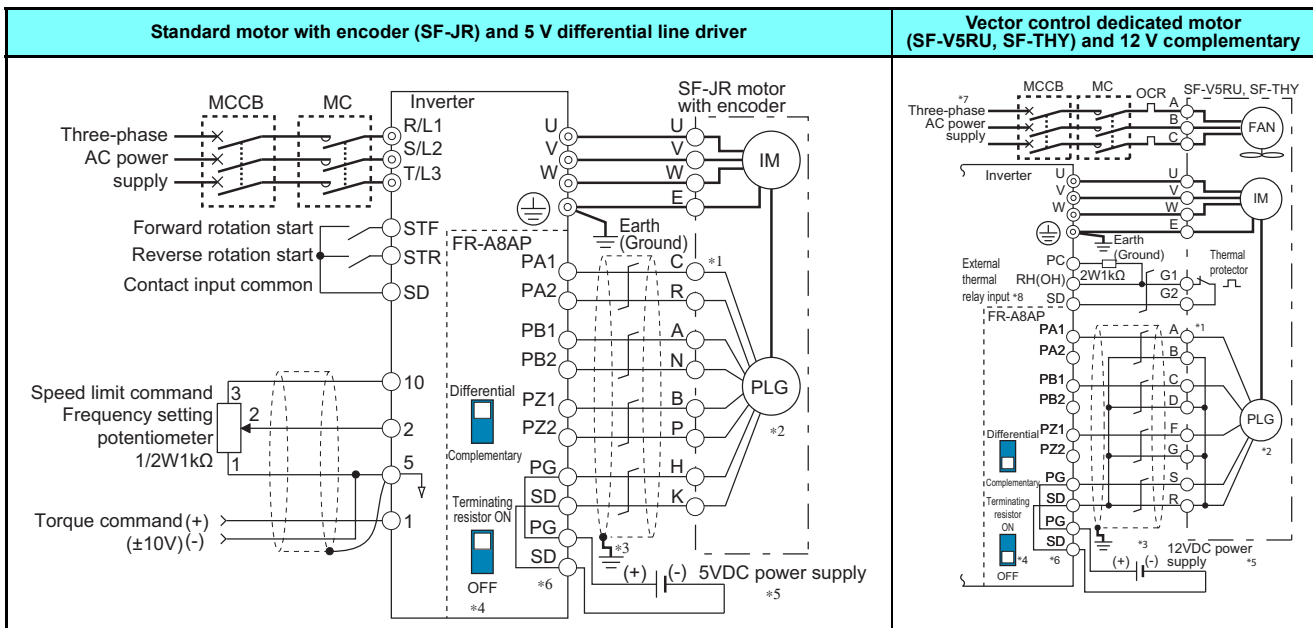 Standard motor with encoder (SF-JR) and 5 V differential line driver
MCCB
MC
Inverter
SF-JR motor
with encoder
Three-phase
AC power
supply
R/L1
S/L2
T/L3
U
V
W
U
V
W
E
IM
Earth
(Ground)
Forward rotation start
Reverse rotation start
Contact input common
STF
STR
SD
FR-A8AP
PA1
PA2
PB1
PB2
PZ1
PZ2
PG
SD
PG
SD
C
R
A
N
B
P
H
K
*1
PLG
*2
Differential
Complementary
Terminating
resistor ON
OFF
*4
*3
*6
(+)
(-)
5VDC power supply
*5
Speed limit command
Frequency setting
potentiometer
1/2W1kΩ
3
2
1
10
2
5
1
Torque command (+)
(±10V) (-)
Vector control dedicated motor
(SF-V5RU, SF-THY) and 12 V complementary
MCCB
MC
OCR
SF-V5RU, SF-THY
*7
Three-phase
AC power
supply
A
B
C
FAN
Inverter
U
V
W
U
V
W
E
IM
Earth
(Ground)
External
thermal
relay input *8
PC
RH(OH)
SD
2W1kΩ
G1
G2
Thermal
protector
FR-A8AP
PA1
PA2
PB1
PB2
PZ1
PZ2
PG
SD
PG
SD
A
B
C
D
F
G
S
R
*1
PLG
*2
Differential
Complementary
Terminating
resistor
ON
OFF
*4
*6
*3
(+)
(-)
12VDC power
supply
*5